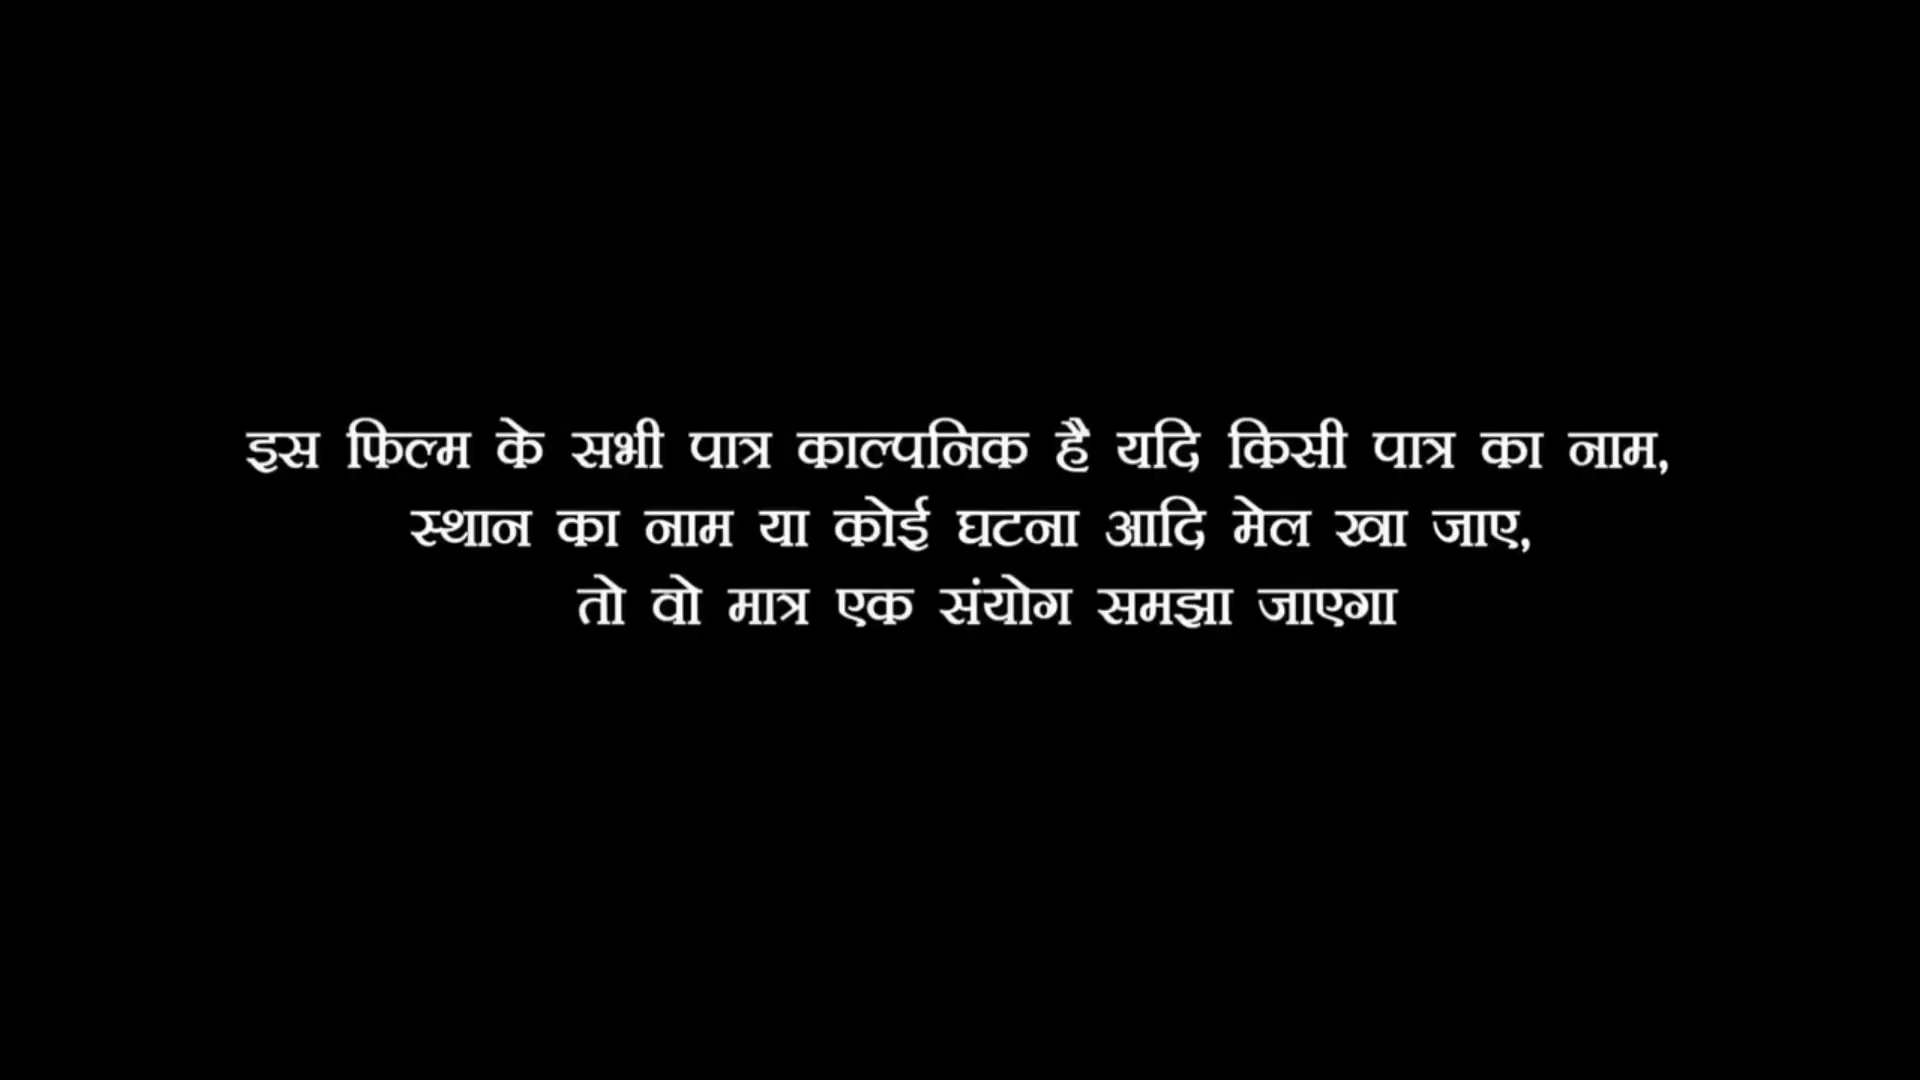 इस फिल्म के सभी पात्र काल्पनिक है यदि किसी पात्र का नाम,
स्थान का नाम या कोई घटना आदि मेल खा जाए,
तो वो मात्र एक संयोग समझा जाएगा